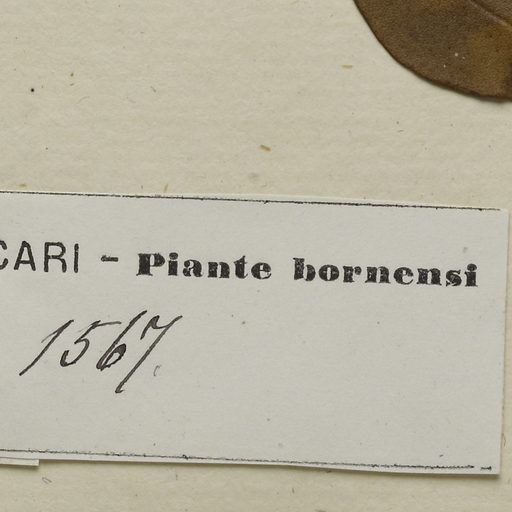 CARI - Piante bornensi
1567.